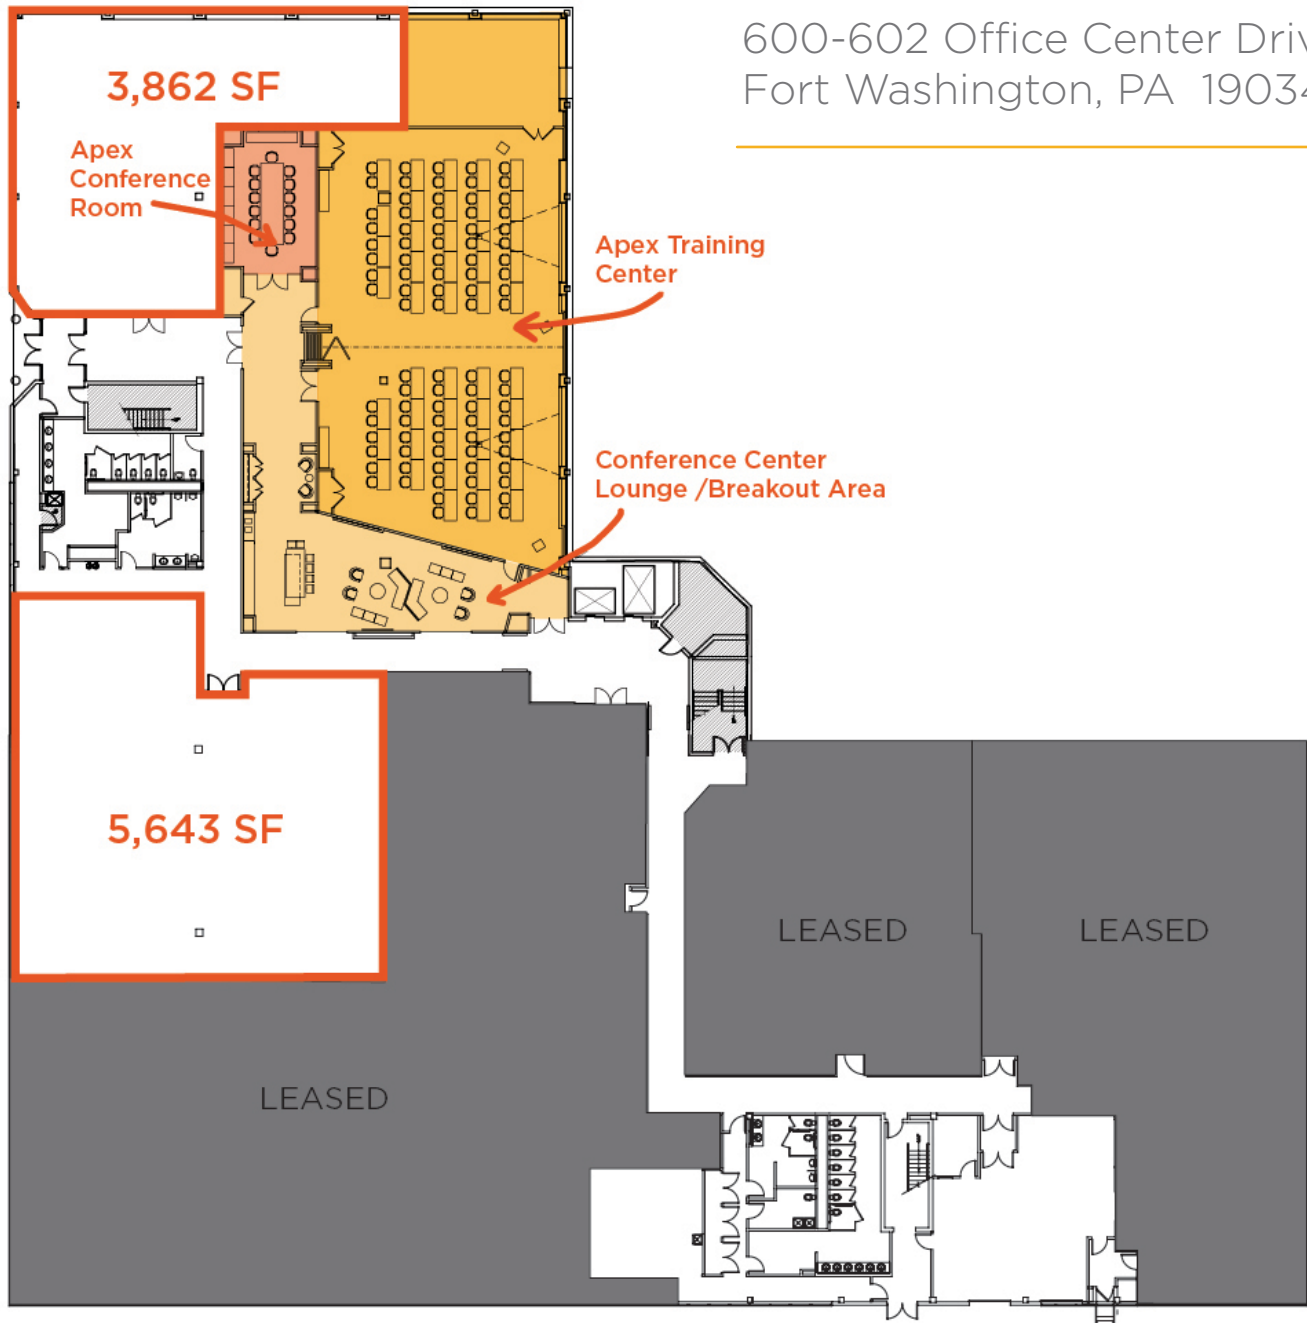 600-602 Office Center Driv
Fort Washington, PA 19034
3,862 SF
Apex
Conference
Room
Apex Training
Center
Conference Center
Lounge /Breakout Area
5,643 SF
LEASED
LEASED
LEASED